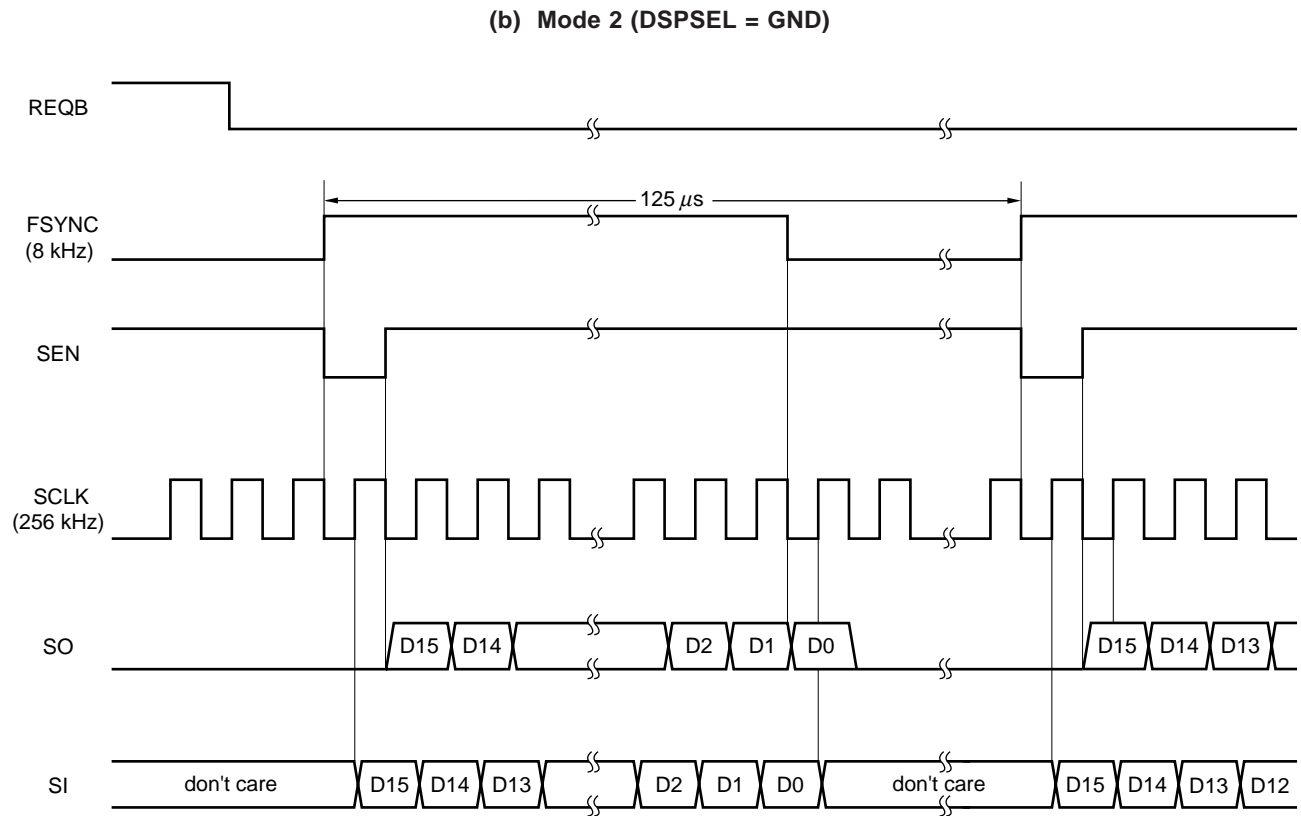 (b) Mode 2 (DSPSEL = GND)
REQB
125 μs
FSYNC
(8 kHz)
SEN
SCLK
(256 kHz)
SO D15 D14 D2 D1 D0 D15 D14 D13
SI don't care D15 D14 D13 D2 D1 D0 don't care D15 D14 D13 D12